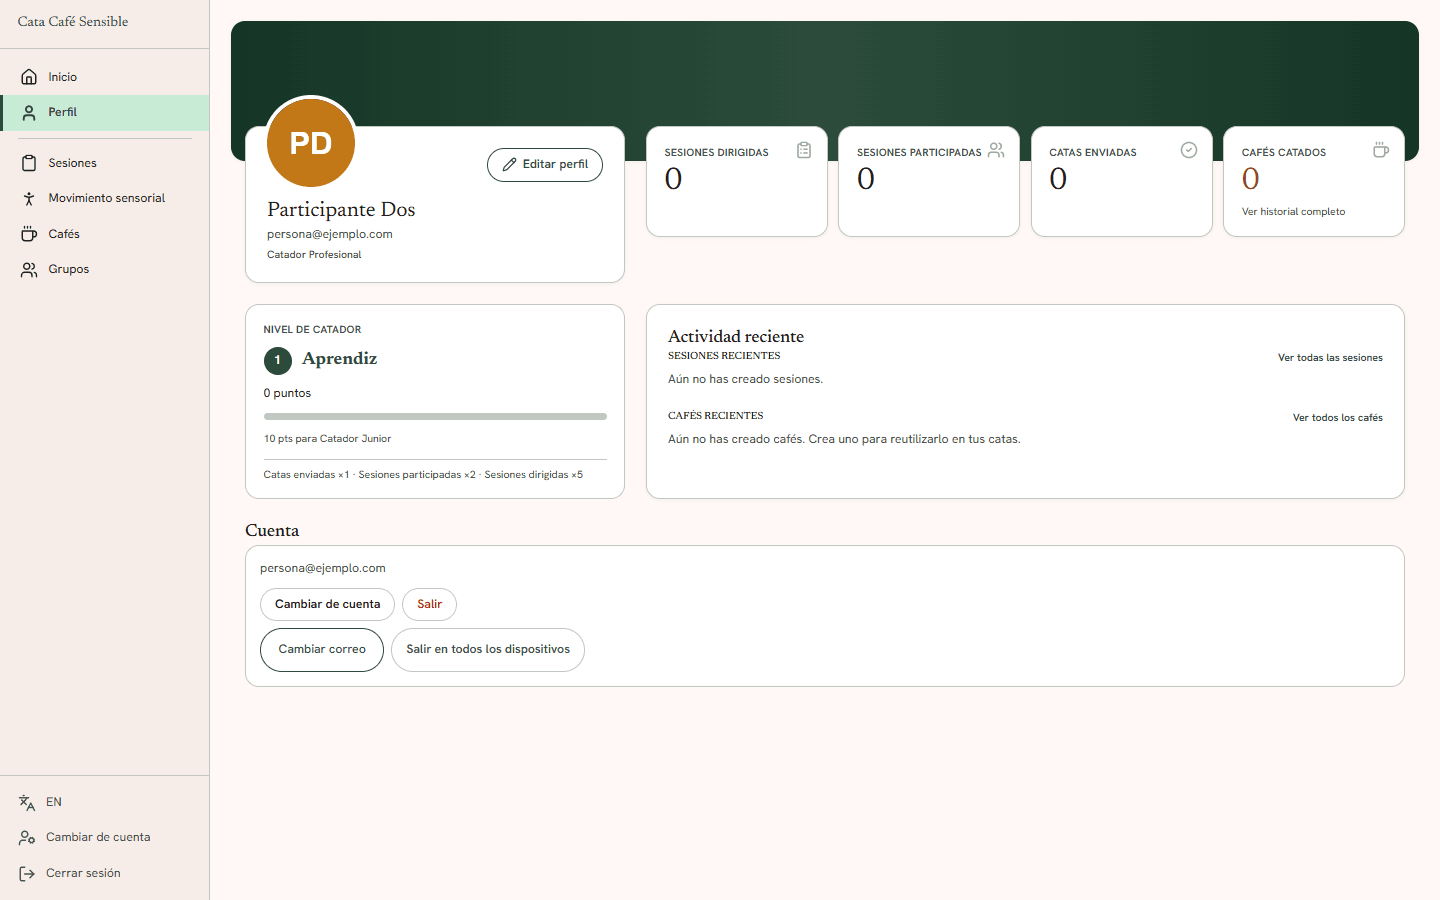 Cata Café Sensible
Inicio
Perfil
Sesiones
Movimiento sensorial
Cafés
Grupos
EN
Cambiar de cuenta
Cerrar sesión
PD
Editar perfil
Participante Dos
persona@ejemplo.com
Catador Profesional
SESIONES DIRIGIDAS
0
SESIONES PARTICIPADAS
0
CATAS ENVIADAS
0
CAFÉS CATADOS
0
Ver historial completo
NIVEL DE CATADOR
1 Aprendiz
0 puntos
10 pts para Catador Junior
Catas enviadas ×1 · Sesiones participadas ×2 · Sesiones dirigidas ×5
Actividad reciente
SESIONES RECIENTES
Ver todas las sesiones
Aún no has creado sesiones.
CAFÉS RECIENTES
Ver todos los cafés
Aún no has creado cafés. Crea uno para reutilizarlo en tus catas.
Cuenta
persona@ejemplo.com
Cambiar de cuenta Salir
Cambiar correo Salir en todos los dispositivos